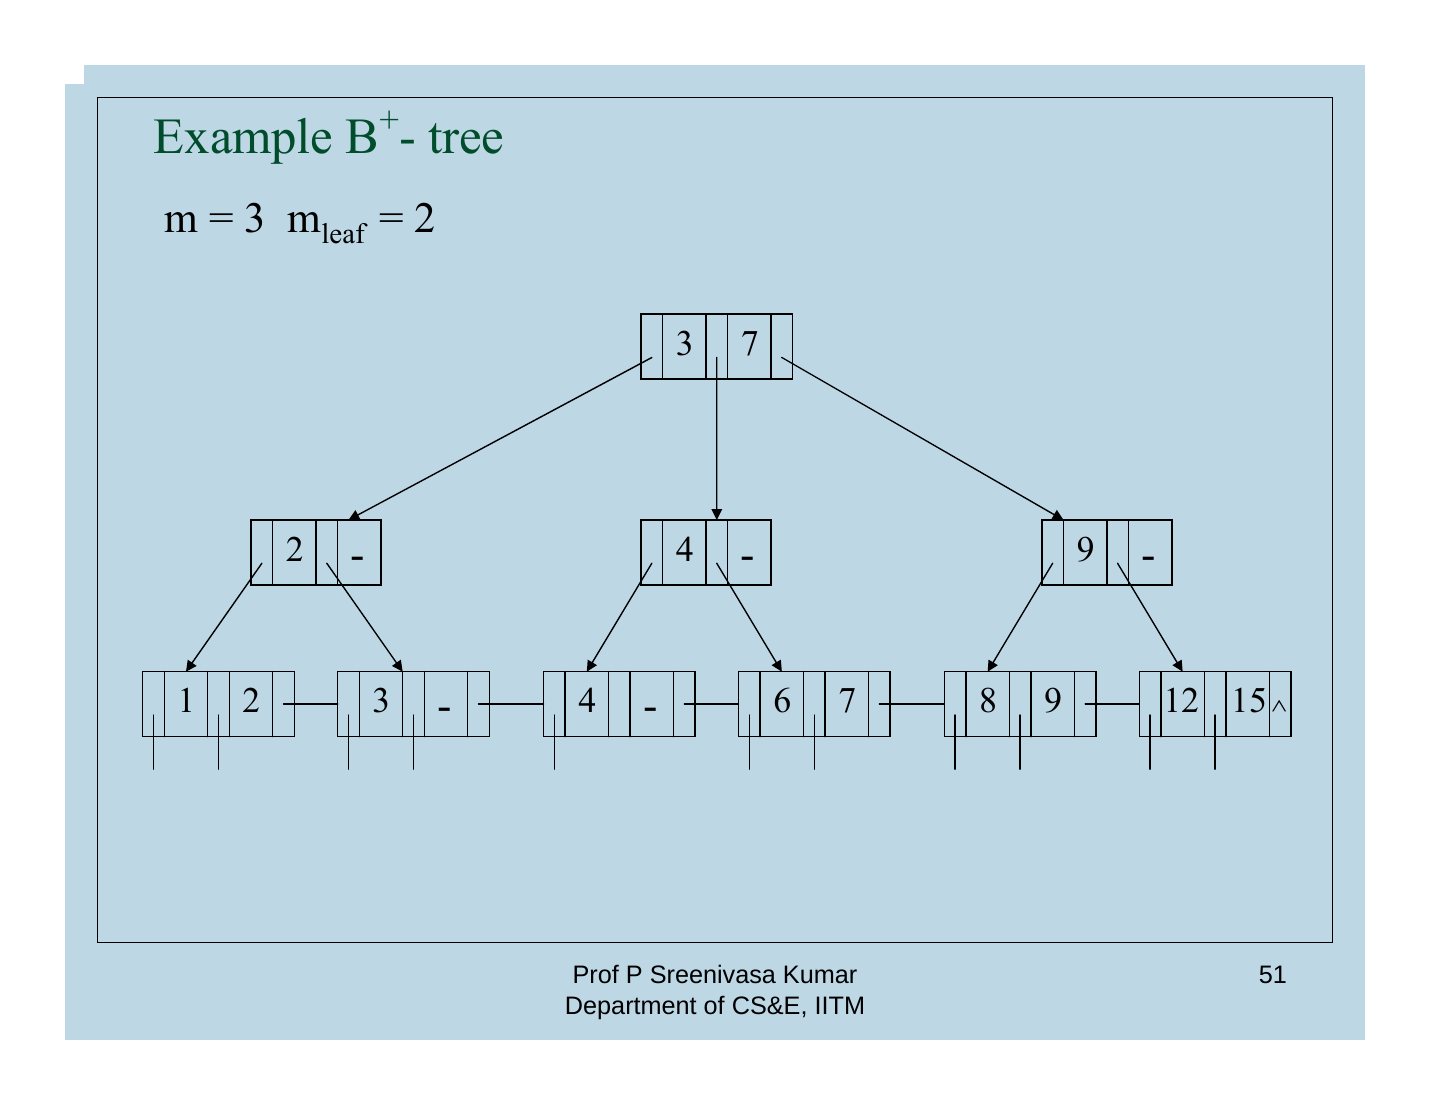 Example B+- tree
m = 3 mleaf = 2
3 7
2 - 4 - 9 -
1 2 3 - 4 - 6 7 8 9 12 15 ^
Prof P Sreenivasa Kumar
Department of CS&E, IITM
51